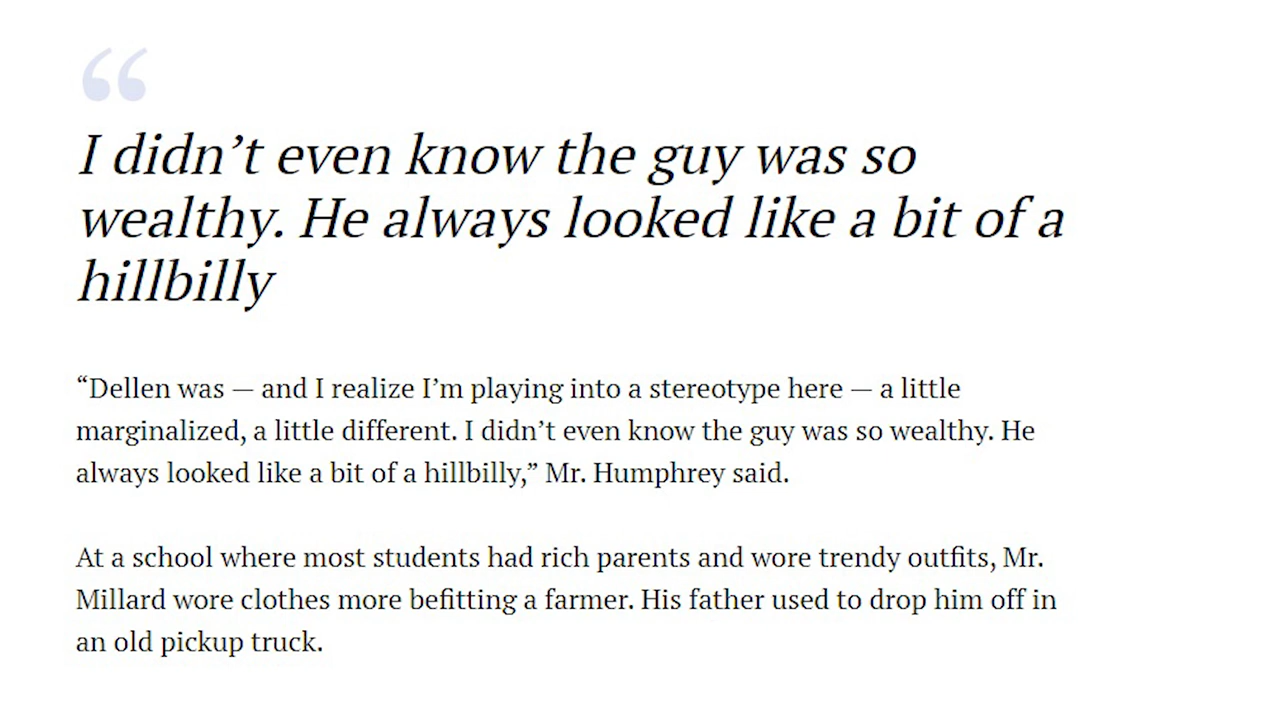 “
I didn’t even know the guy was so
wealthy. He always looked like a bit of a
hillbilly
“Dellen was — and I realize I’m playing into a stereotype here — a little
marginalized, a little different. I didn’t even know the guy was so wealthy. He
always looked like a bit of a hillbilly,” Mr. Humphrey said.
At a school where most students had rich parents and wore trendy outfits, Mr.
Millard wore clothes more befitting a farmer. His father used to drop him off in
an old pickup truck.